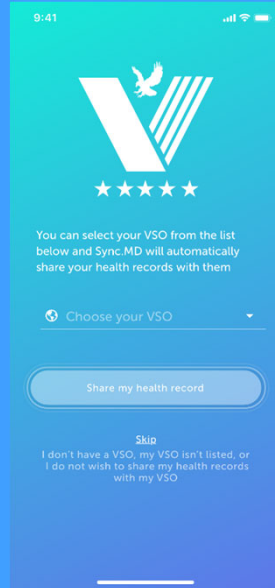 9:41
You can select your VSO from the list
below and Sync.MD will automatically
share your health records with them
Choose your VSO
Share my health record
Skip
I don't have a VSO, my VSO isn't listed, or
I do not wish to share my health records
with my VSO